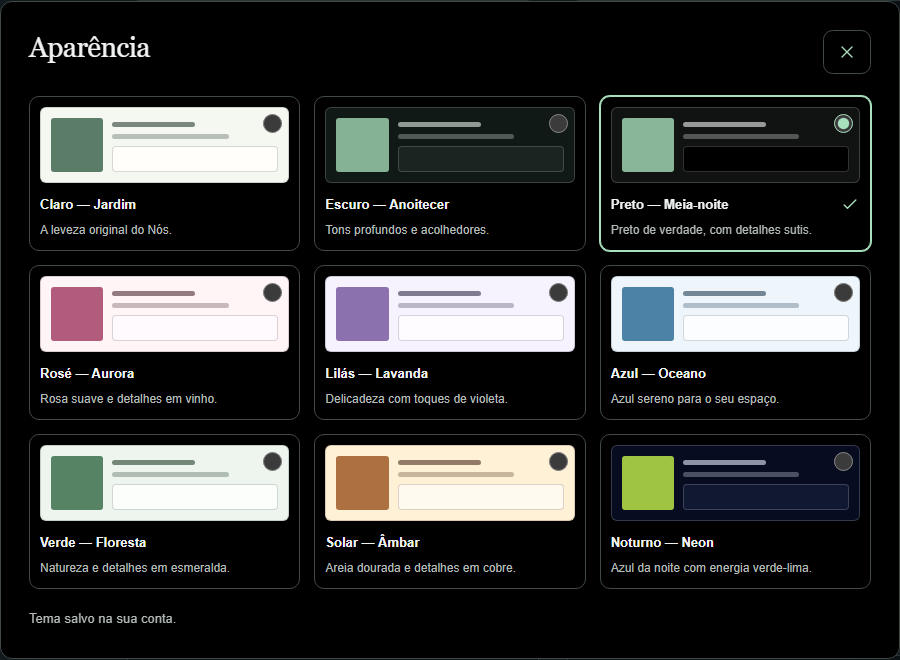 Aparência
Claro — Jardim
A leveza original do Nós.
Escuro — Anoitecer
Tons profundos e acolhedores.
Preto — Meia-noite
Preto de verdade, com detalhes sutis.
Rosé — Aurora
Rosa suave e detalhes em vinho.
Lilás — Lavanda
Delicadeza com toques de violeta.
Azul — Oceano
Azul sereno para o seu espaço.
Verde — Floresta
Natureza e detalhes em esmeralda.
Solar — Âmbar
Areia dourada e detalhes em cobre.
Noturno — Neon
Azul da noite com energia verde-lima.
Tema salvo na sua conta.